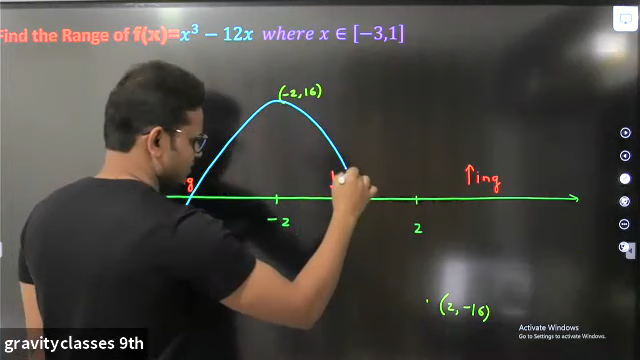 Find the Range of f(x)=x³ − 12x where x ∈ [−3,1]
(-2,16)
g
↑ing
-2
2
(2,-16)
Activate Windows
Go to Settings to activate Windows.
gravityclasses 9th